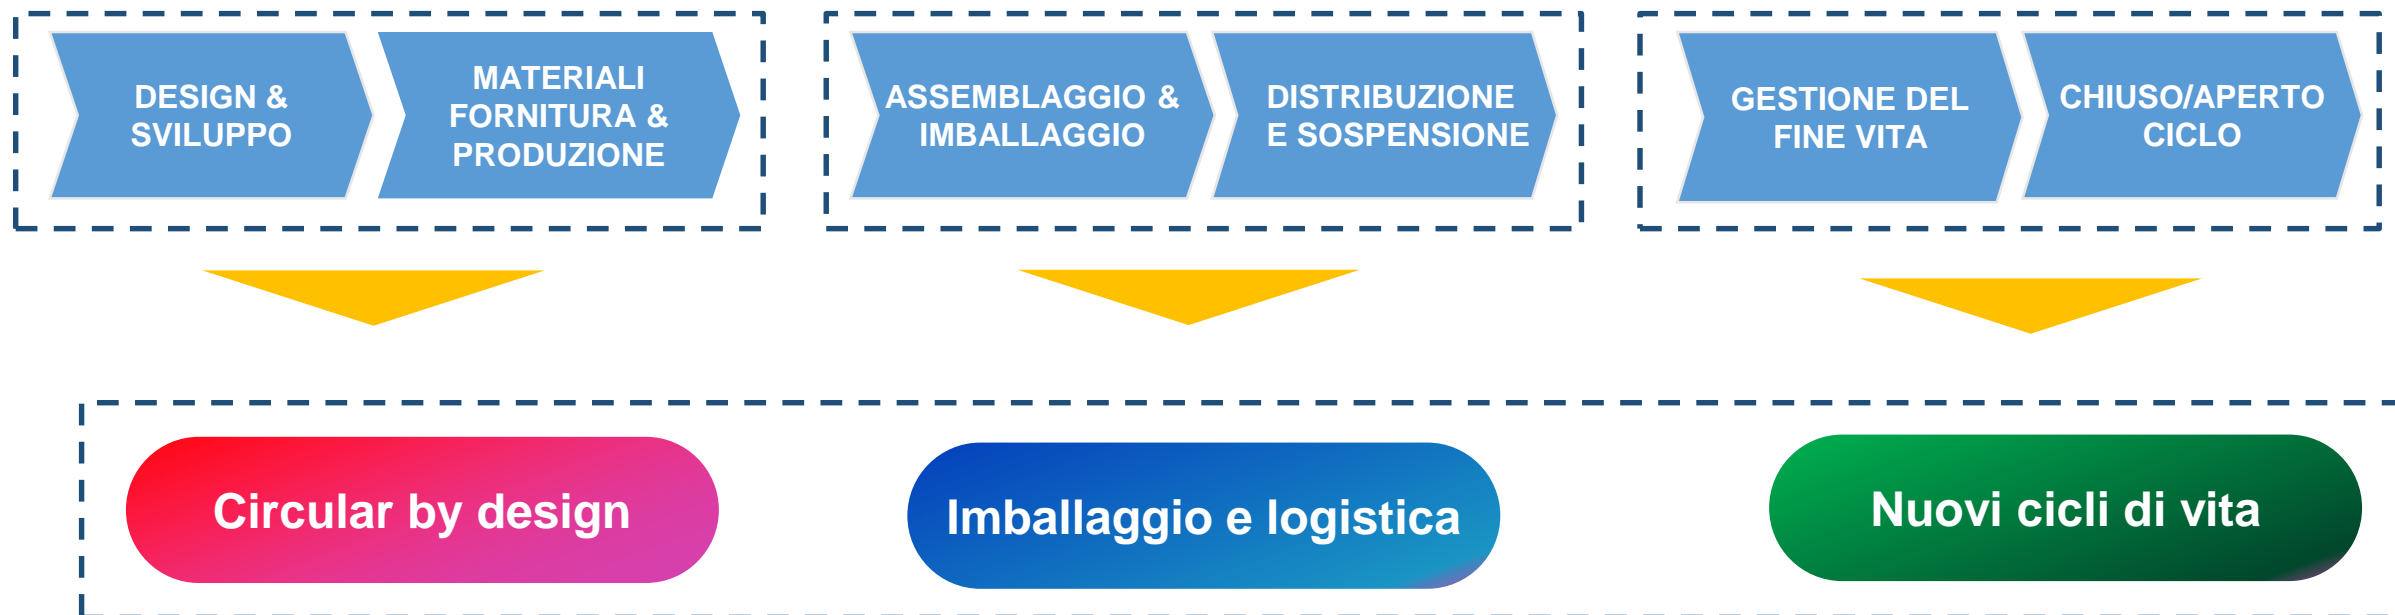 DESIGN &
SVILUPPO
MATERIALI
FORNITURA &
PRODUZIONE
ASSEMBLAGGIO &
IMBALLAGGIO
DISTRIBUZIONE
E SOSPENSIONE
GESTIONE DEL
FINE VITA
CHIUSO/APERTO
CICLO
Circular by design
Imballaggio e logistica
Nuovi cicli di vita